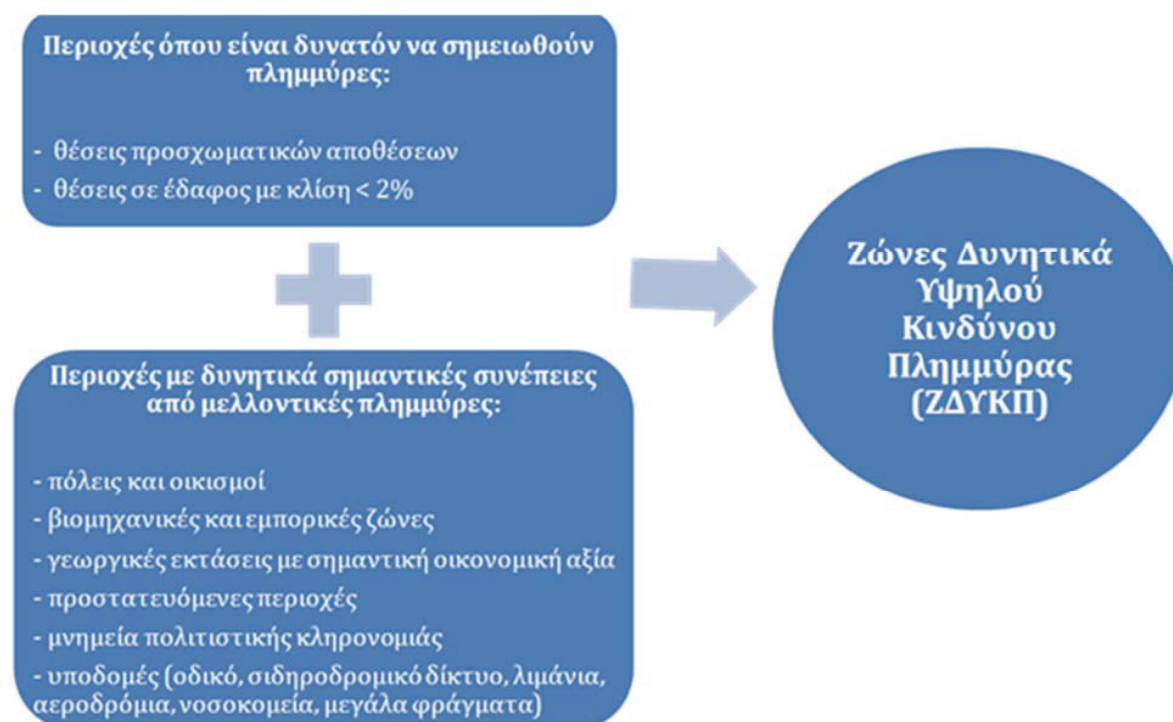 Περιοχές όπου είναι δυνατόν να σημειωθούν
πλημμύρες:
- θέσεις προσχωματικών αποθέσεων
- θέσεις σε έδαφος με κλίση < 2%
Περιοχές με δυνητικά σημαντικές συνέπειες
από μελλοντικές πλημμύρες:
- πόλεις και οικισμοί
- βιομηχανικές και εμπορικές ζώνες
- γεωργικές εκτάσεις με σημαντική οικονομική αξία
- προστατευόμενες περιοχές
- μνημεία πολιτιστικής κληρονομιάς
- υποδομές (οδικό, σιδηροδρομικό δίκτυο, λιμάνια,
αεροδρόμια, νοσοκομεία, μεγάλα φράγματα)
Ζώνες Δυνητικά
Υψηλού
Κινδύνου
Πλημμύρας
(ΖΔΥΚΠ)